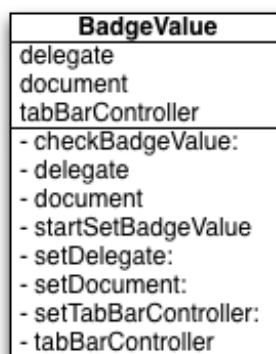 BadgeValue
delegate
document
tabBarController
- checkBadgeValue:
- delegate
- document
- startSetBadgeValue
- setDelegate:
- setDocument:
- setTabBarController:
- tabBarController